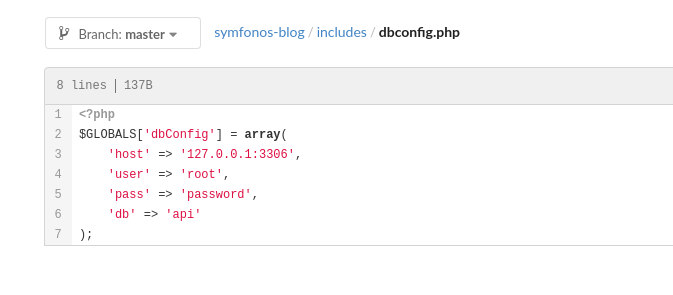 Branch: master symfonos-blog / includes / dbconfig.php
8 lines | 137B
1 <?php
2 $GLOBALS['dbConfig'] = array(
3     'host' => '127.0.0.1:3306',
4     'user' => 'root',
5     'pass' => 'password',
6     'db' => 'api'
7 );